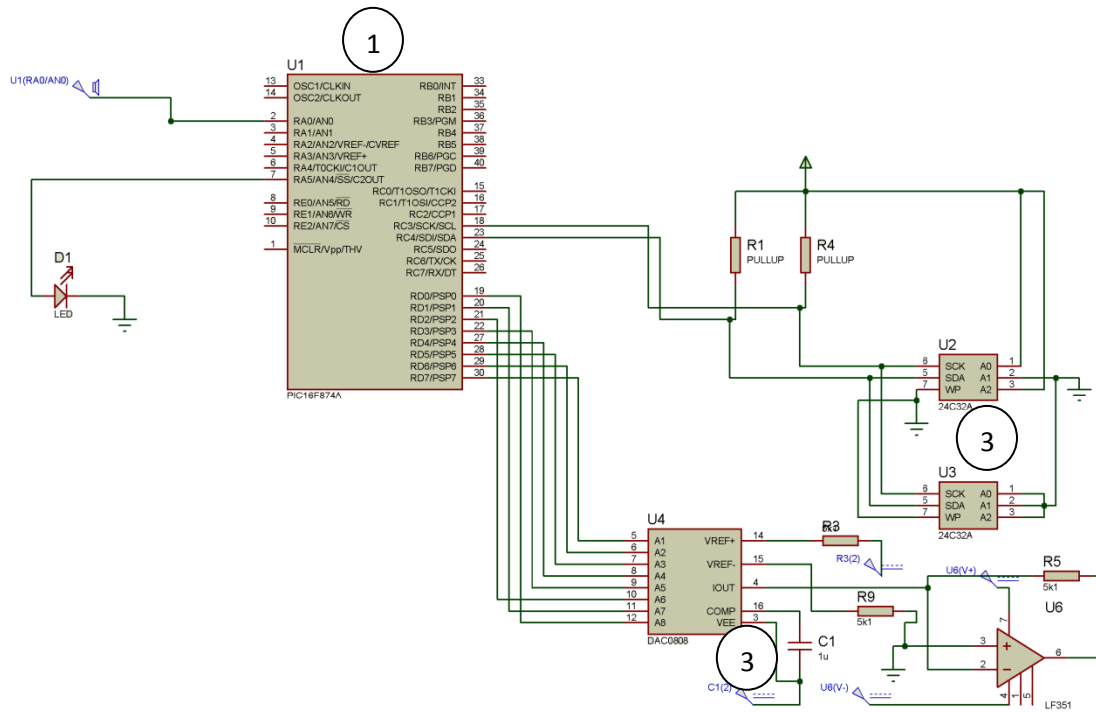 1
U1
U1(RA0/AN0)
13 OSC1/CLKIN RB0/INT 33
14 OSC2/CLKOUT RB1 34
RB2 35
2 RA0/AN0 RB3/PGM 36
3 RA1/AN1 RB4 37
4 RA2/AN2/VREF-/CVREF RB5 38
5 RA3/AN3/VREF+ RB6/PGC 39
6 RA4/T0CKI/C1OUT RB7/PGD 40
7 RA5/AN4/SS/C2OUT
RC0/T1OSO/T1CKI 15
8 RE0/AN5/RD RC1/T1OSI/CCP2 16
9 RE1/AN6/WR RC2/CCP1 17
10 RE2/AN7/CS RC3/SCK/SCL 18
RC4/SDI/SDA 23
1 MCLR/Vpp/THV RC5/SDO 24
RC6/TX/CK 25
RC7/RX/DT 26
RD0/PSP0 19
RD1/PSP1 20
RD2/PSP2 21
RD3/PSP3 22
RD4/PSP4 27
RD5/PSP5 28
RD6/PSP6 29
RD7/PSP7 30
PIC16F874A
D1
LED
R1
PULLUP
R4
PULLUP
U2
6 SCK A0 1
5 SDA A1 2
7 WP A2 3
24C32A
3
U3
6 SCK A0 1
5 SDA A1 2
7 WP A2 3
24C32A
U4
5 A1 VREF+ 14
6 A2 VREF- 15
7 A3
8 A4
9 A5 IOUT 4
10 A6
11 A7 COMP 16
12 A8 VEE 3
DAC0808
3
R3
5k1
R3(2)
R9
5k1
C1
1u
C1(2)
U6(V+)
R5
5k1
U6
7
3
2
6
4 1 5
U6(V-)
LF351